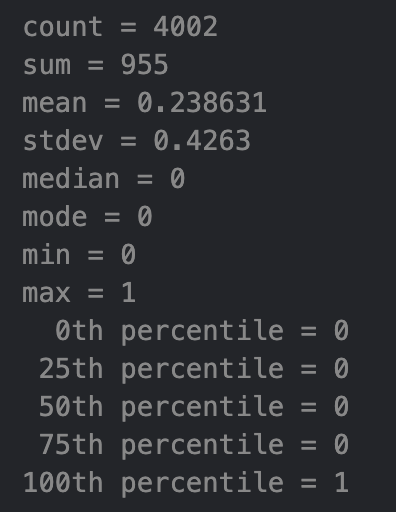 count = 4002
sum = 955
mean = 0.238631
stdev = 0.4263
median = 0
mode = 0
min = 0
max = 1
  0th percentile = 0
 25th percentile = 0
 50th percentile = 0
 75th percentile = 0
100th percentile = 1